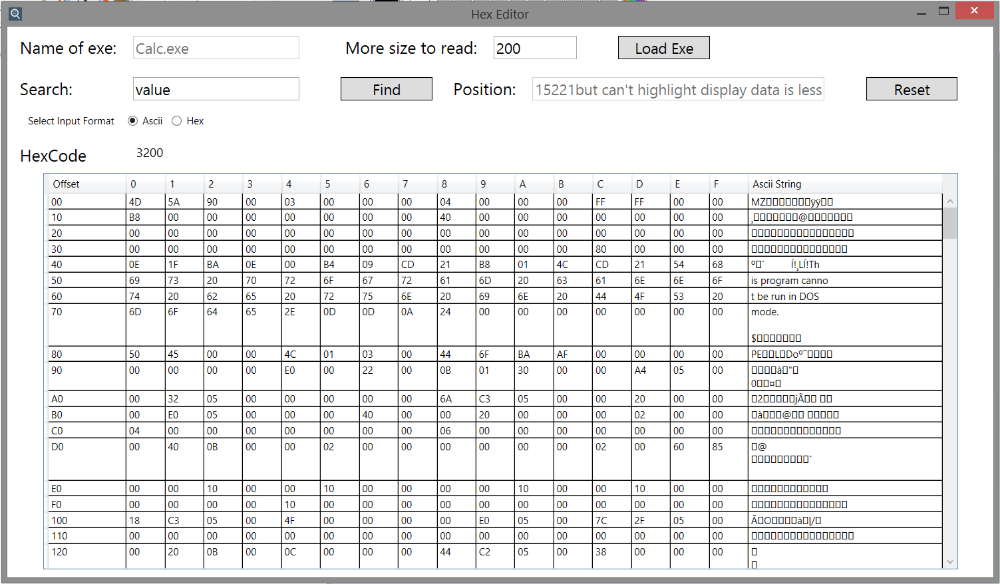 Hex Editor
Name of exe: Calc.exe More size to read: 200 Load Exe
Search: value Find Position: 15221but can't highlight display data is less Reset
Select Input Format Ascii Hex
HexCode 3200
Offset 0 1 2 3 4 5 6 7 8 9 A B C D E F Ascii String
00 4D 5A 90 00 03 00 00 00 04 00 00 00 FF FF 00 00 MZ▯▯▯▯▯▯▯ÿÿ▯▯
10 B8 00 00 00 00 00 00 00 40 00 00 00 00 00 00 00 ¸▯▯▯▯▯▯▯@▯▯▯▯▯▯▯
20 00 00 00 00 00 00 00 00 00 00 00 00 00 00 00 00 ▯▯▯▯▯▯▯▯▯▯▯▯▯▯▯▯
30 00 00 00 00 00 00 00 00 00 00 00 00 80 00 00 00 ▯▯▯▯▯▯▯▯▯▯▯▯▯▯▯
40 0E 1F BA 0E 00 B4 09 CD 21 B8 01 4C CD 21 54 68 º▯´ Í!¸LÍ!Th
50 69 73 20 70 72 6F 67 72 61 6D 20 63 61 6E 6E 6F is program canno
60 74 20 62 65 20 72 75 6E 20 69 6E 20 44 4F 53 20 t be run in DOS
70 6D 6F 64 65 2E 0D 0D 0A 24 00 00 00 00 00 00 00 mode.
$▯▯▯▯▯▯▯
80 50 45 00 00 4C 01 03 00 44 6F BA AF 00 00 00 00 PE▯▯L▯Doº¯▯▯▯▯
90 00 00 00 00 E0 00 22 00 0B 01 30 00 00 A4 05 00 ▯▯▯▯à▯"▯
0▯▯¤▯
A0 00 32 05 00 00 00 00 00 6A C3 05 00 00 20 00 00 ▯2▯▯▯▯▯jÃ▯▯ ▯▯
B0 00 E0 05 00 00 00 40 00 00 20 00 00 00 02 00 00 ▯à▯▯▯@▯▯ ▯▯▯▯▯
C0 04 00 00 00 00 00 00 00 06 00 00 00 00 00 00 00 ▯▯▯▯▯▯▯▯▯▯▯▯▯▯
D0 00 40 0B 00 00 02 00 00 00 00 00 00 02 00 60 85 ▯@
▯▯▯▯▯▯▯▯▯`
E0 00 00 10 00 00 10 00 00 00 00 10 00 00 10 00 00 ▯▯▯▯▯▯▯▯▯▯▯▯
F0 00 00 00 00 10 00 00 00 00 00 00 00 00 00 00 00 ▯▯▯▯▯▯▯▯▯▯▯▯▯▯▯
100 18 C3 05 00 4F 00 00 00 00 E0 05 00 7C 2F 05 00 Ã▯O▯▯▯▯à▯|/▯
110 00 00 00 00 00 00 00 00 00 00 00 00 00 00 00 00 ▯▯▯▯▯▯▯▯▯▯▯▯▯▯▯▯
120 00 20 0B 00 0C 00 00 00 44 C2 05 00 38 00 00 00 ▯
▯